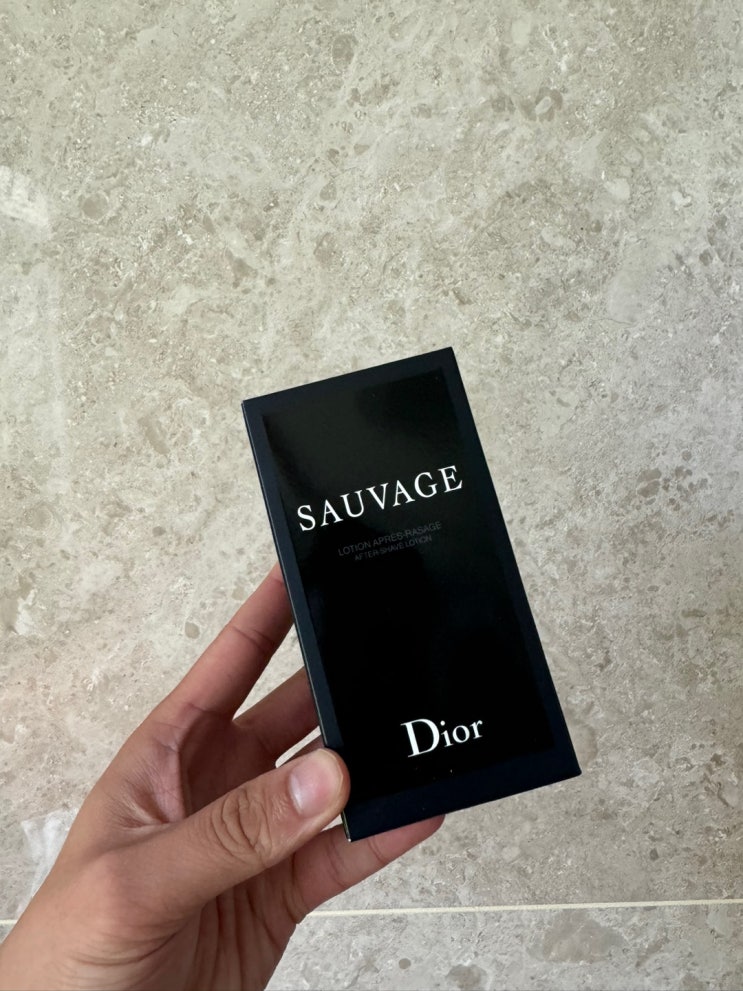 SAUVAGE
LOTION APRÈS-RASAGE
AFTER-SHAVE LOTION
Dior